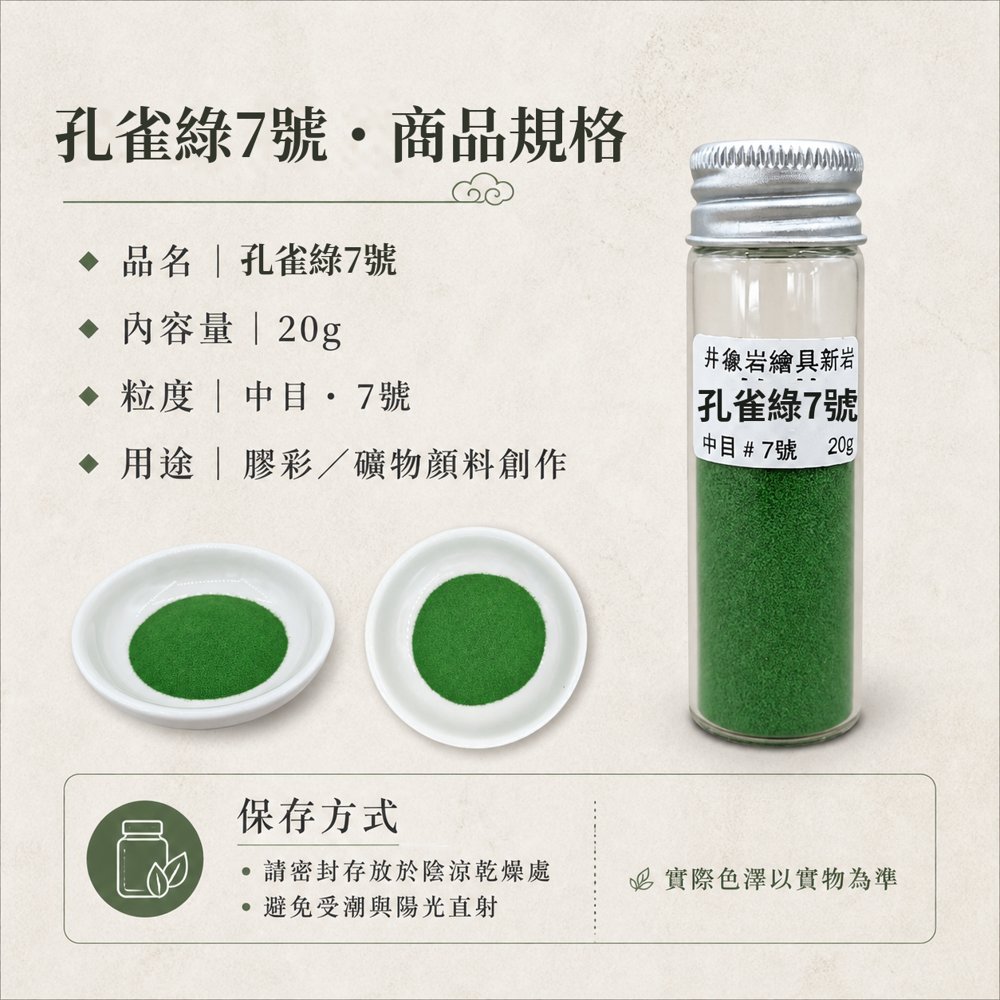 孔雀綠7號・商品規格
品名｜孔雀綠7號
內容量｜20g
粒度｜中目・7號
用途｜膠彩／礦物顏料創作
井像岩繪具新岩
孔雀綠7號
中目 # 7號 20g
保存方式
• 請密封存放於陰涼乾燥處
• 避免受潮與陽光直射
實際色澤以實物為準